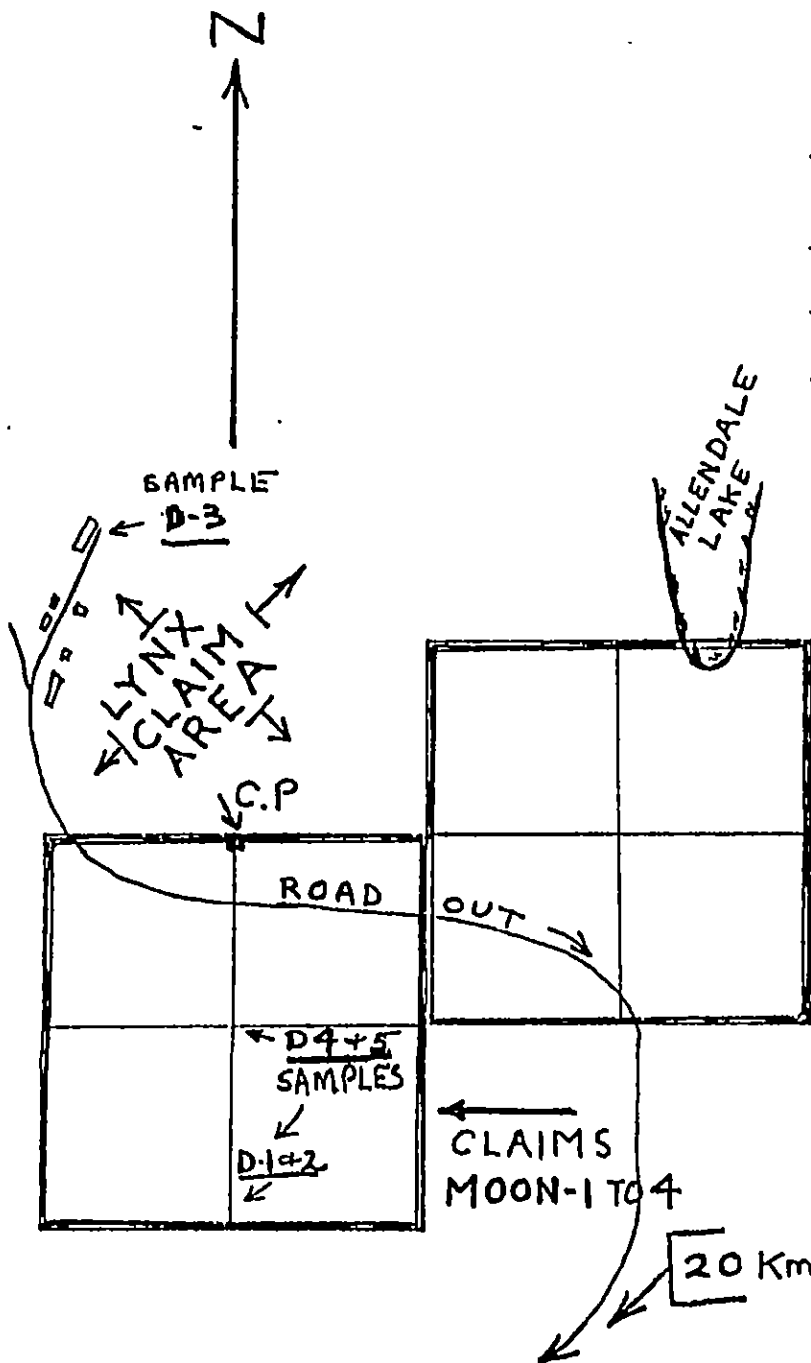 N
SAMPLE
D-3
ALLENDALE
LAKE
LYNX
CLAIM
AREA
C.P
ROAD
OUT
D4+5
SAMPLES
D.1+2
CLAIMS
MOON-1 TO 4
20 Km